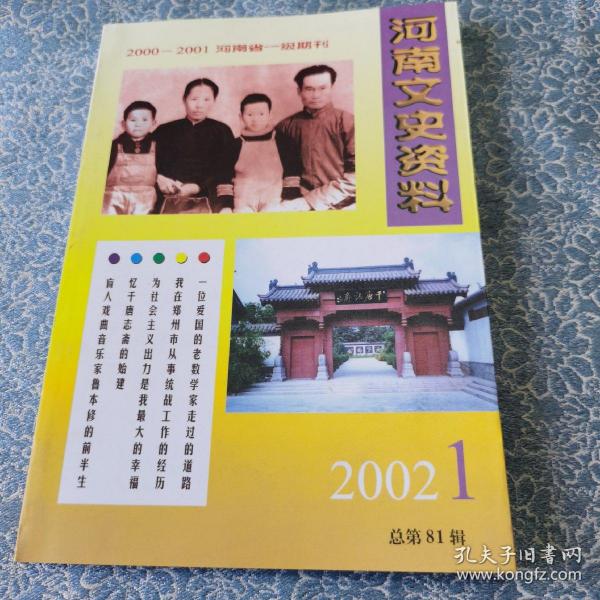 2000－2001河南省一级期刊
河南文史资料
一位爱国的老数学家走过的道路
我在郑州市从事统战工作的经历
为社会主义出力是我最大的幸福
忆千唐志斋的始建
盲人戏曲音乐家鲁本修的前半生
2002 1
总第81辑
孔夫子旧书网
www.kongfz.com